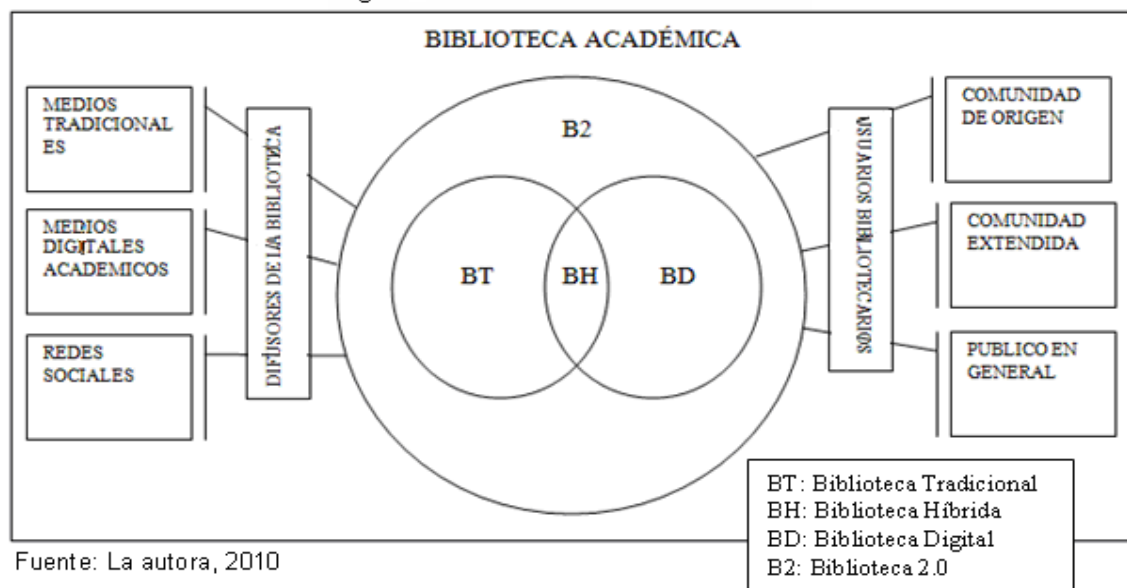 BIBLIOTECA ACADÉMICA
MEDIOS
TRADICIONAL
ES
MEDIOS
DIGITALES
ACADEMICOS
REDES
SOCIALES
DIFUSORES DE LA BIBLIOTECA
B2
BT
BH
BD
USUARIOS BIBLIOTECARIOS
COMUNIDAD
DE ORIGEN
COMUNIDAD
EXTENDIDA
PUBLICO EN
GENERAL
BT: Biblioteca Tradicional
BH: Biblioteca Híbrida
BD: Biblioteca Digital
B2: Biblioteca 2.0
Fuente: La autora, 2010